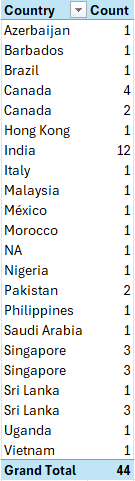 Country Count
Azerbaijan 1
Barbados 1
Brazil 1
Canada 4
Canada 2
Hong Kong 1
India 12
Italy 1
Malaysia 1
México 1
Morocco 1
NA 1
Nigeria 1
Pakistan 2
Philippines 1
Saudi Arabia 1
Singapore 3
Singapore 3
Sri Lanka 1
Sri Lanka 3
Uganda 1
Vietnam 1
Grand Total 44